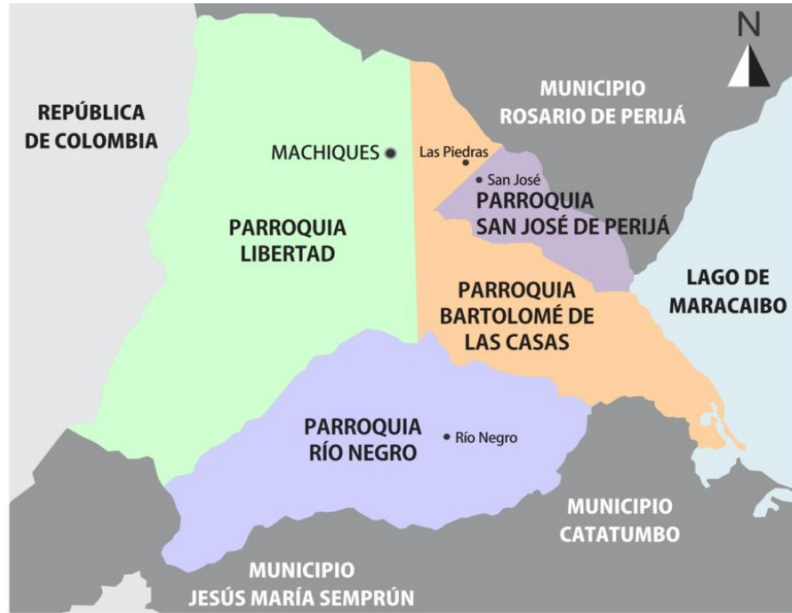 N
MUNICIPIO
ROSARIO DE PERIJÁ
REPÚBLICA
DE COLOMBIA
MACHIQUES
Las Piedras
San José
PARROQUIA
SAN JOSÉ DE PERIJÁ
PARROQUIA
LIBERTAD
LAGO DE
MARACAIBO
PARROQUIA
BARTOLOMÉ DE
LAS CASAS
PARROQUIA
RÍO NEGRO
Río Negro
MUNICIPIO
CATATUMBO
MUNICIPIO
JESÚS MARÍA SEMPRÚN